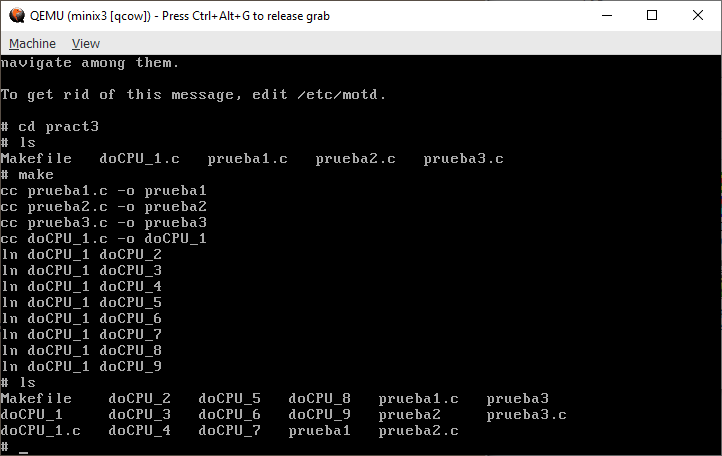 QEMU (minix3 [qcow]) - Press Ctrl+Alt+G to release grab
Machine View
navigate among them.
To get rid of this message, edit /etc/motd.
# cd pract3
# ls
Makefile doCPU_1.c prueba1.c prueba2.c prueba3.c
# make
cc prueba1.c -o prueba1
cc prueba2.c -o prueba2
cc prueba3.c -o prueba3
cc doCPU_1.c -o doCPU_1
ln doCPU_1 doCPU_2
ln doCPU_1 doCPU_3
ln doCPU_1 doCPU_4
ln doCPU_1 doCPU_5
ln doCPU_1 doCPU_6
ln doCPU_1 doCPU_7
ln doCPU_1 doCPU_8
ln doCPU_1 doCPU_9
# ls
Makefile doCPU_2 doCPU_5 doCPU_8 prueba1.c prueba3
doCPU_1 doCPU_3 doCPU_6 doCPU_9 prueba2 prueba3.c
doCPU_1.c doCPU_4 doCPU_7 prueba1 prueba2.c
# _